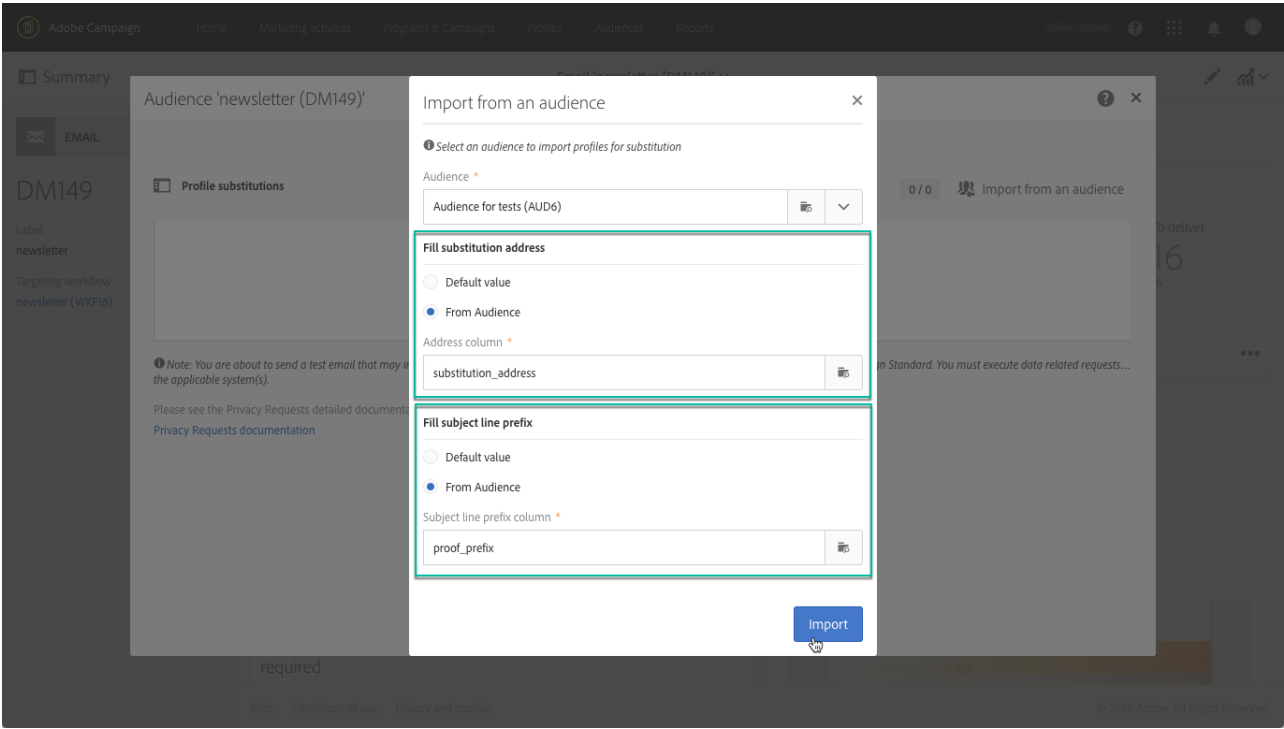 Adobe Campaign
Home
Marketing activities
Programs & Campaigns
Profiles
Audiences
Reports
Summary
EMAIL
DM149
Label
newsletter
Targeting workflow
newsletter (WKF16)
Audience 'newsletter (DM149)'
Profile substitutions
0 / 0
Import from an audience
Note: You are about to send a test email that may
the applicable system(s).
Please see the Privacy Requests detailed
Privacy Requests documentation
Import from an audience
Select an audience to import profiles for substitution
Audience *
Audience for tests (AUD6)
Fill substitution address
Default value
From Audience
Address column *
substitution_address
Fill subject line prefix
Default value
From Audience
Subject line prefix column *
proof_prefix
Import
Standard. You must execute data related requests...
To deliver
16
required.
Help
Conditions of use
Privacy and cookies
© 2020 Adobe. All Rights Reserved.